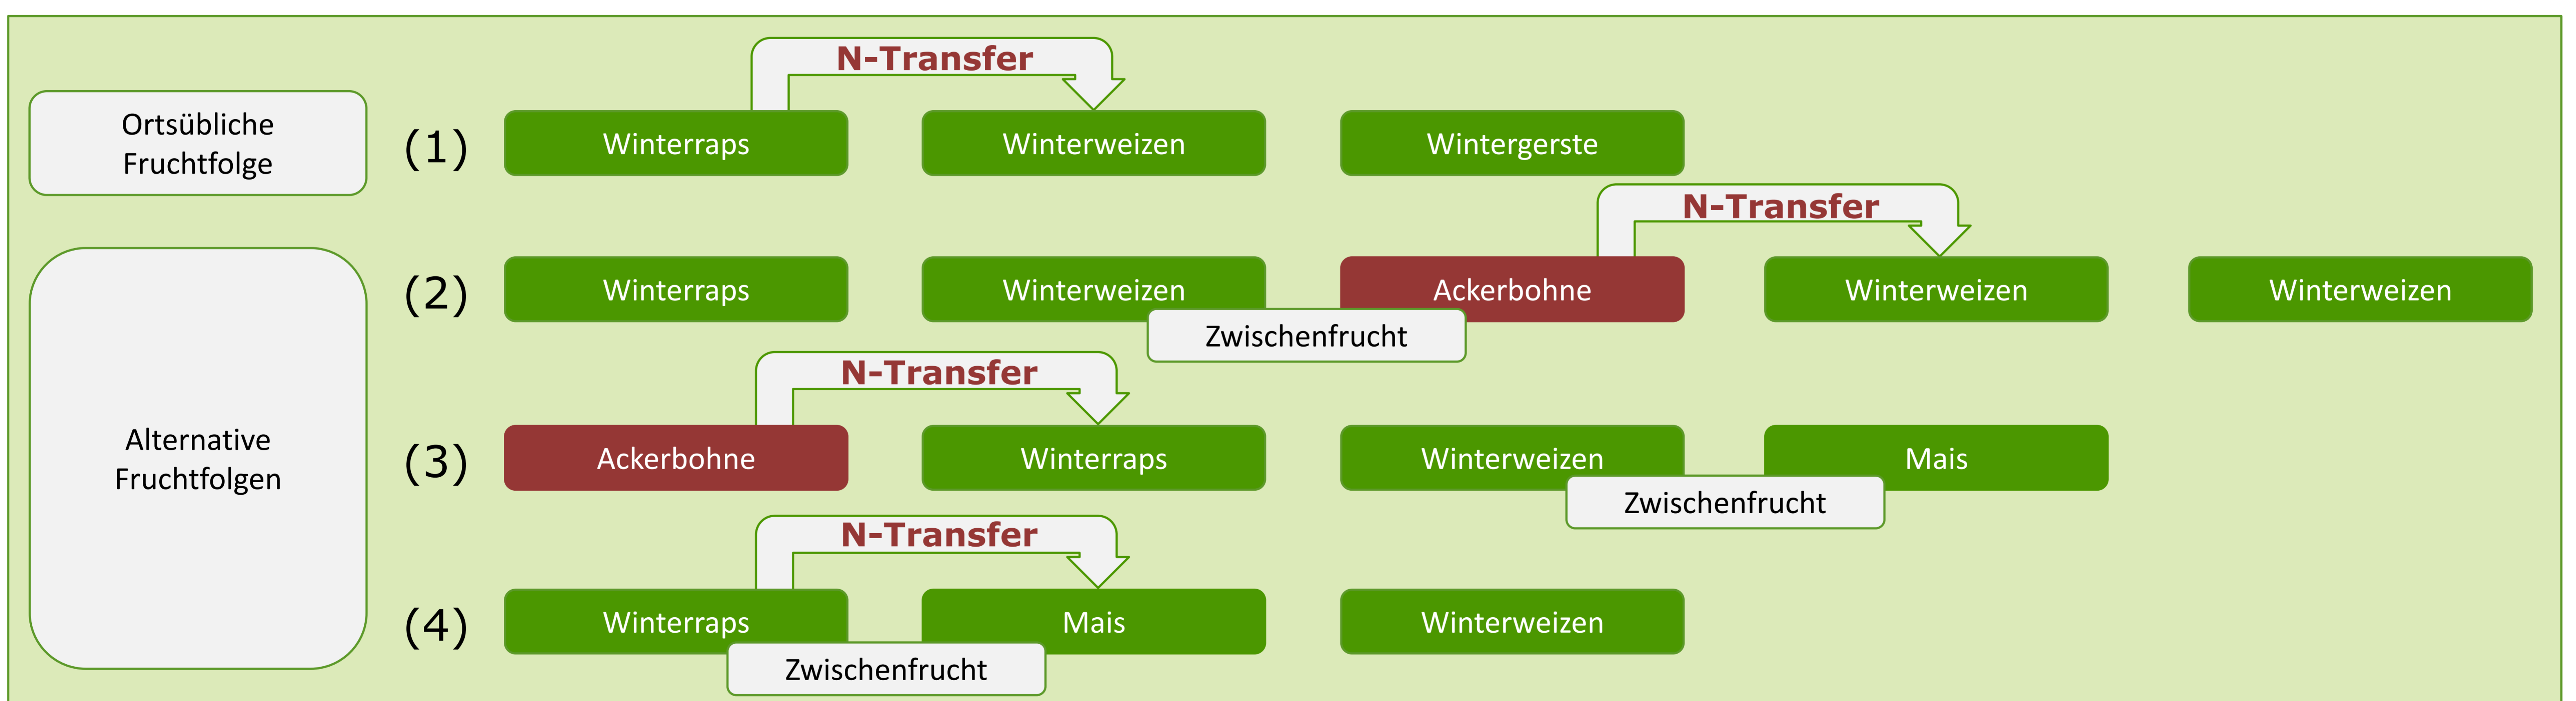 N-Transfer
Ortsübliche
Fruchtfolge
(1)
Winterraps
Winterweizen
Wintergerste
N-Transfer
Alternative
Fruchtfolgen
(2)
Winterraps
Winterweizen
Ackerbohne
Winterweizen
Winterweizen
Zwischenfrucht
N-Transfer
(3)
Ackerbohne
Winterraps
Winterweizen
Mais
Zwischenfrucht
N-Transfer
(4)
Winterraps
Mais
Winterweizen
Zwischenfrucht